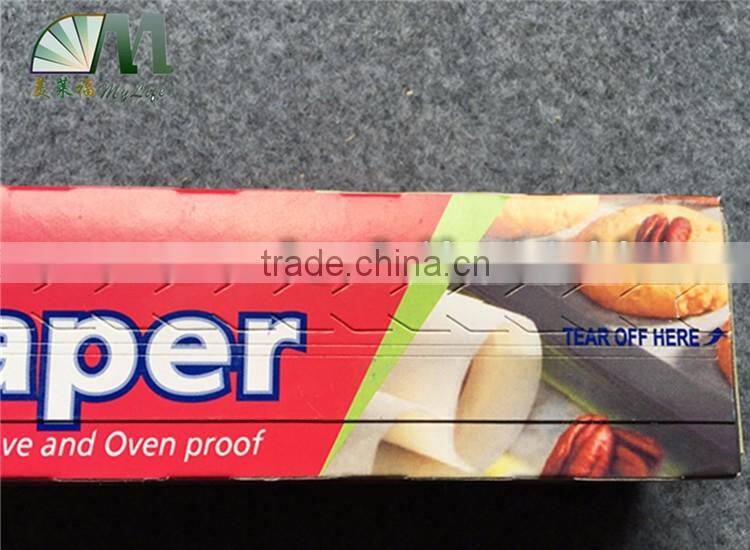 M
美莱福 MyLife
trade.china.cn
aper
TEAR OFF HERE
ve and Oven proof